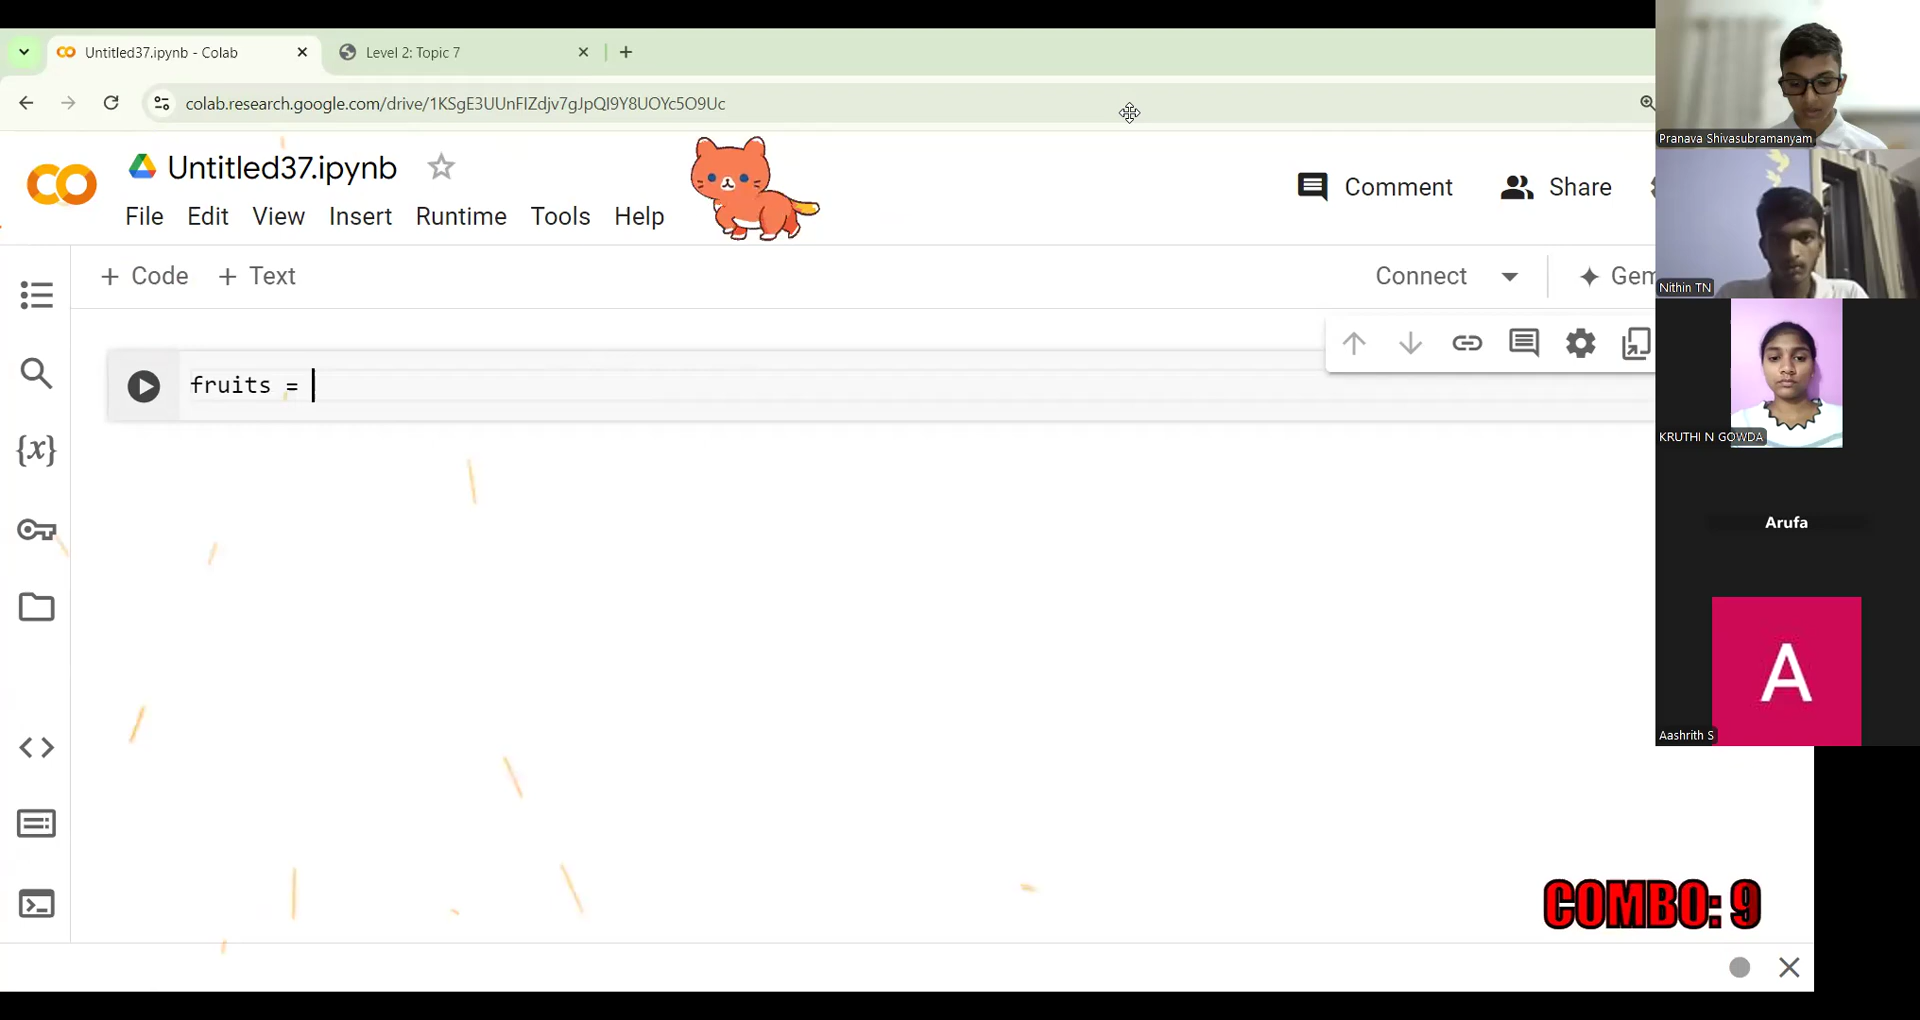 Untitled37.ipynb - Colab
Level 2: Topic 7
colab.research.google.com/drive/1KSgE3UUnFIZdjv7gJpQI9Y8UOYc5O9Uc
Untitled37.ipynb
File Edit View Insert Runtime Tools Help
Comment
Share
+ Code + Text
Connect
Gem
fruits =
COMBO: 9
Pranava Shivasubramanyam
Nithin TN
KRUTHI N GOWDA
Arufa
A
Aashrith S